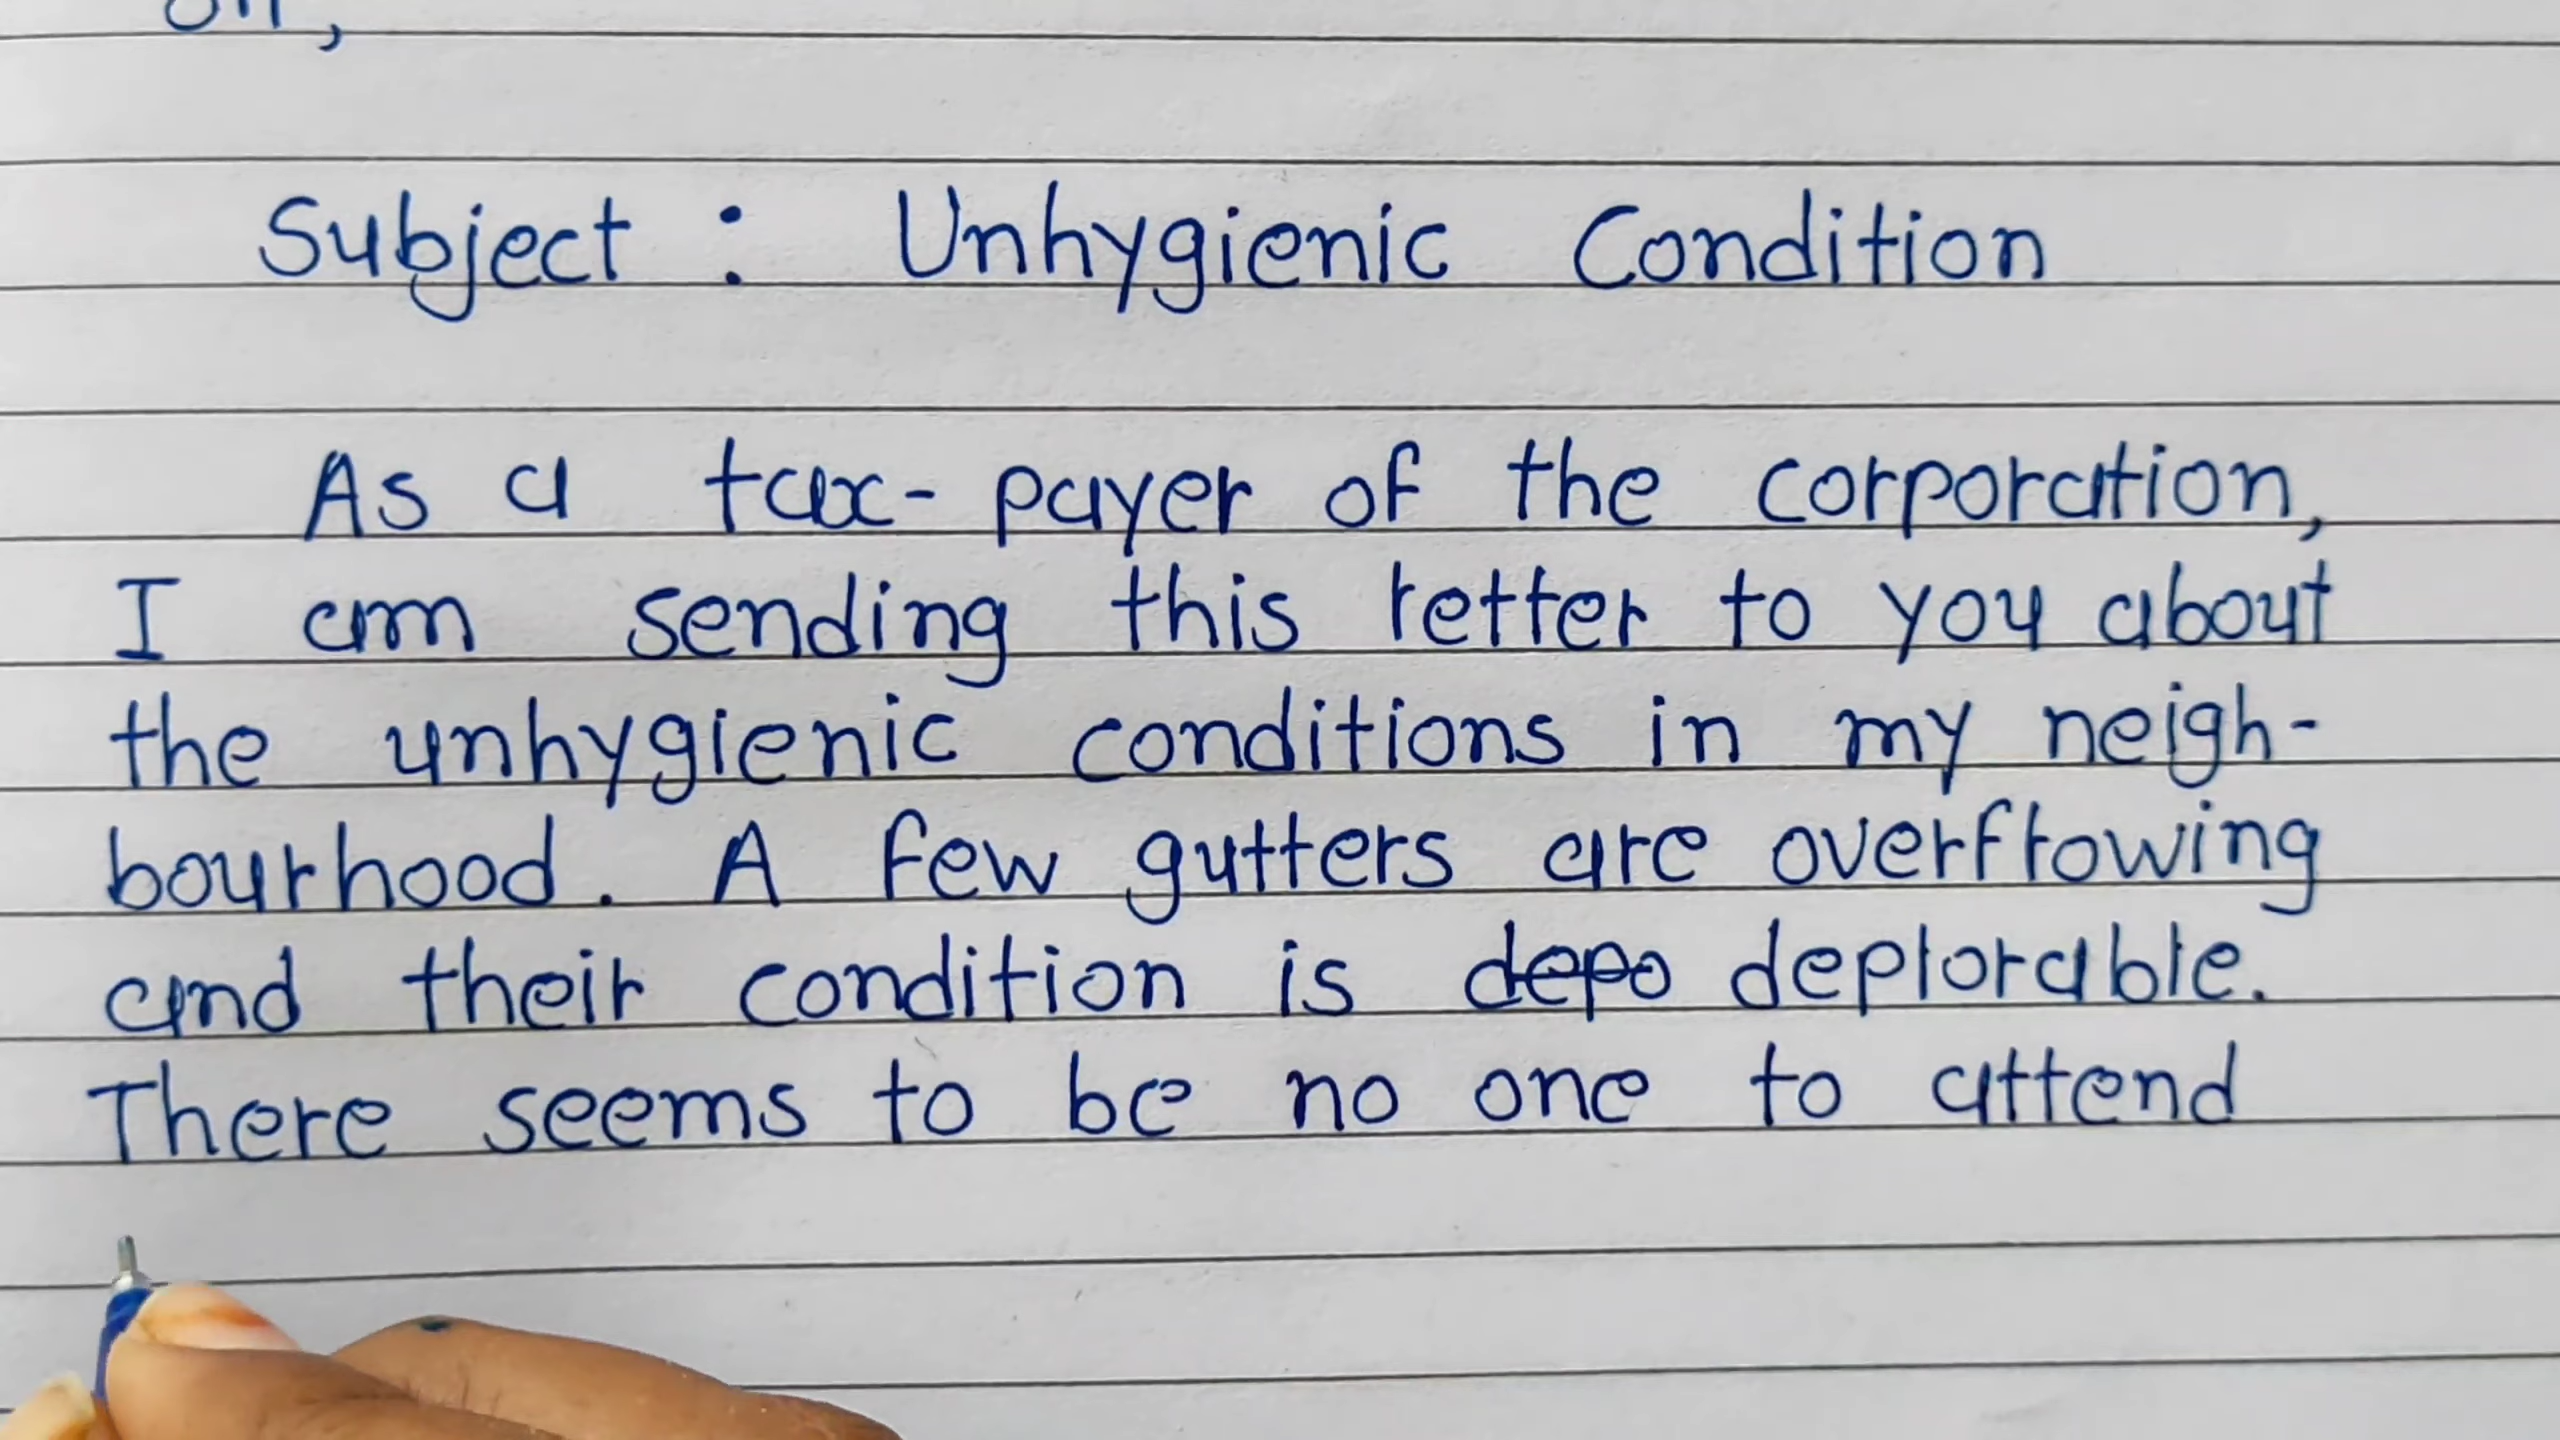 Subject : Unhygienic Condition
As a tax-payer of the corporation,
I am sending this letter to you about
the unhygienic conditions in my neigh-
bourhood. A few gutters are overflowing
and their condition is depo deplorable.
There seems to be no one to attend